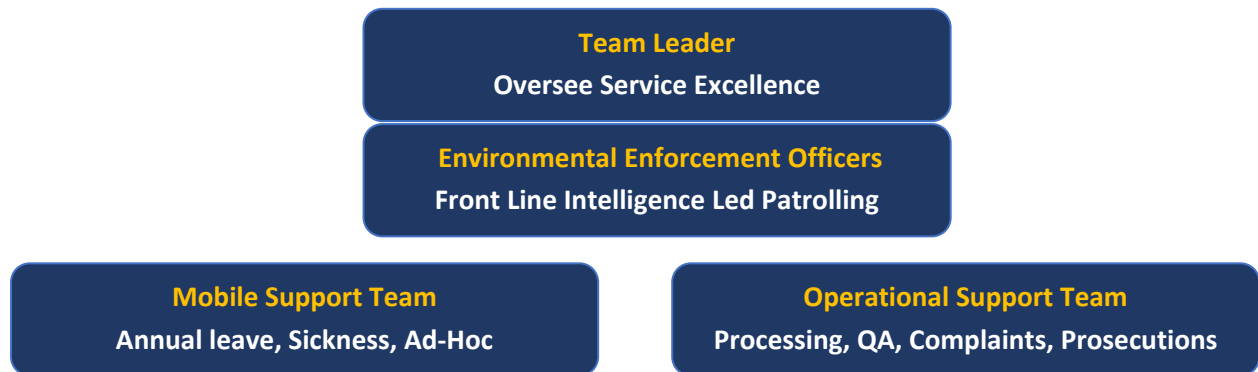 Team Leader
Oversee Service Excellence
Environmental Enforcement Officers
Front Line Intelligence Led Patrolling
Mobile Support Team
Annual leave, Sickness, Ad-Hoc
Operational Support Team
Processing, QA, Complaints, Prosecutions